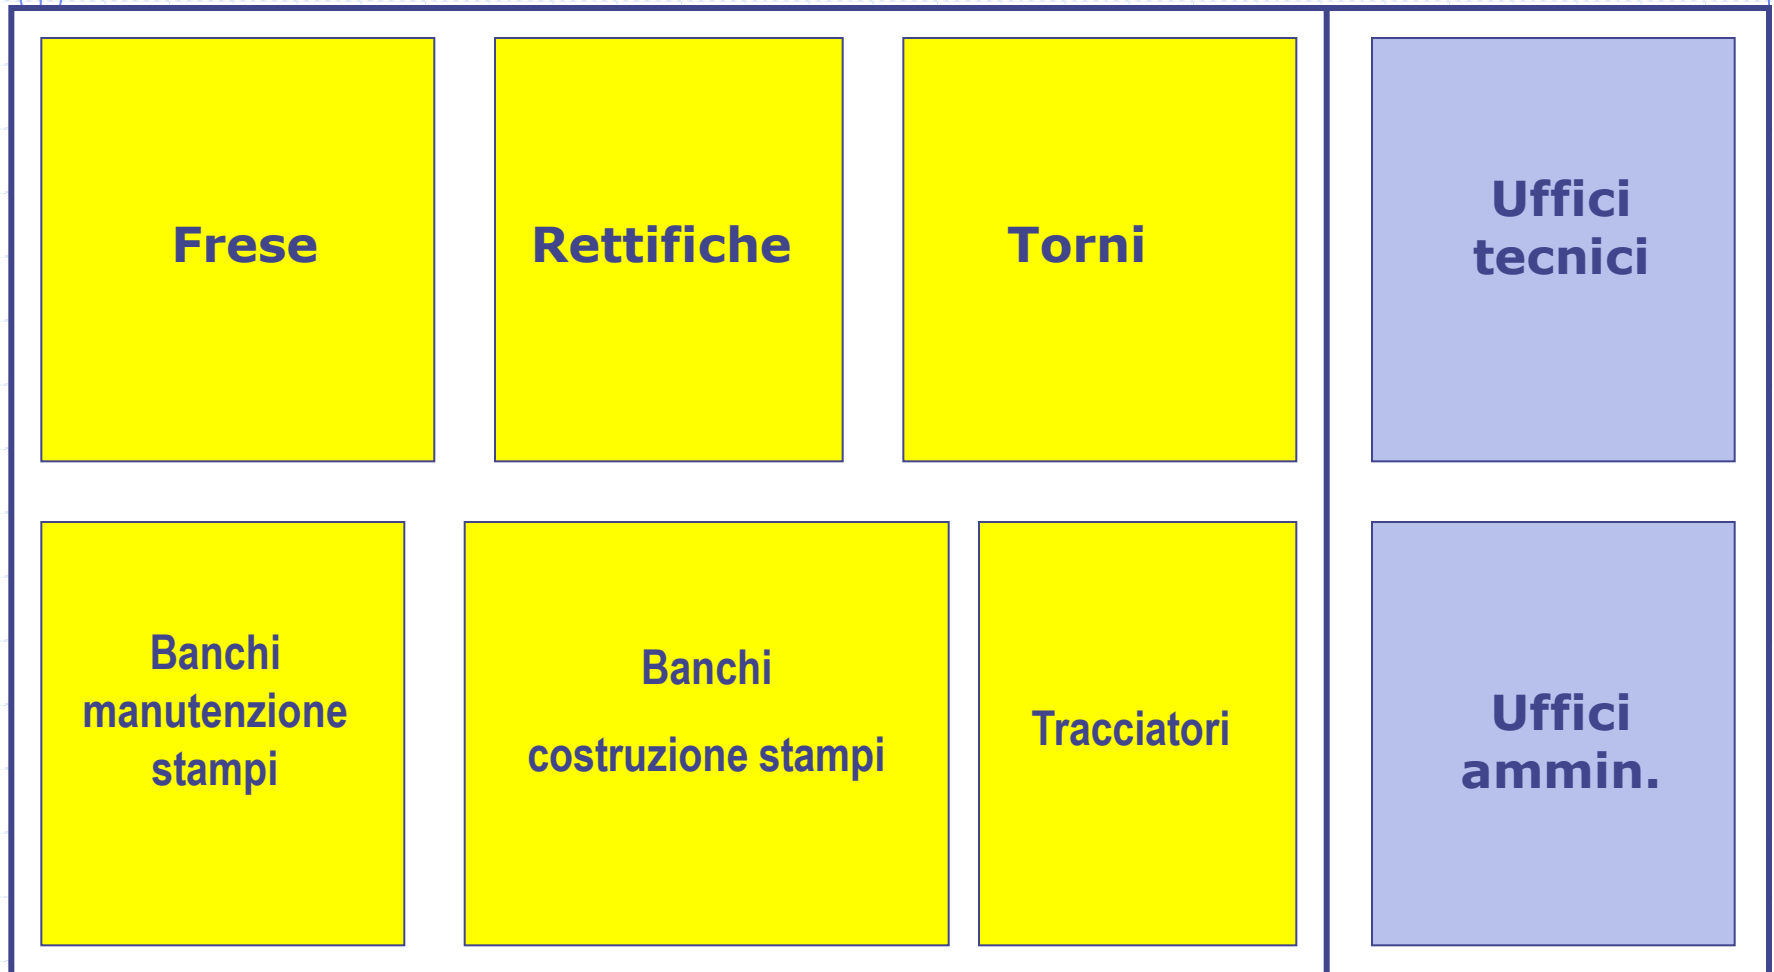 Frese
Rettifiche
Torni
Uffici
tecnici
Banchi
manutenzione
stampi
Banchi
costruzione stampi
Tracciatori
Uffici
ammin.